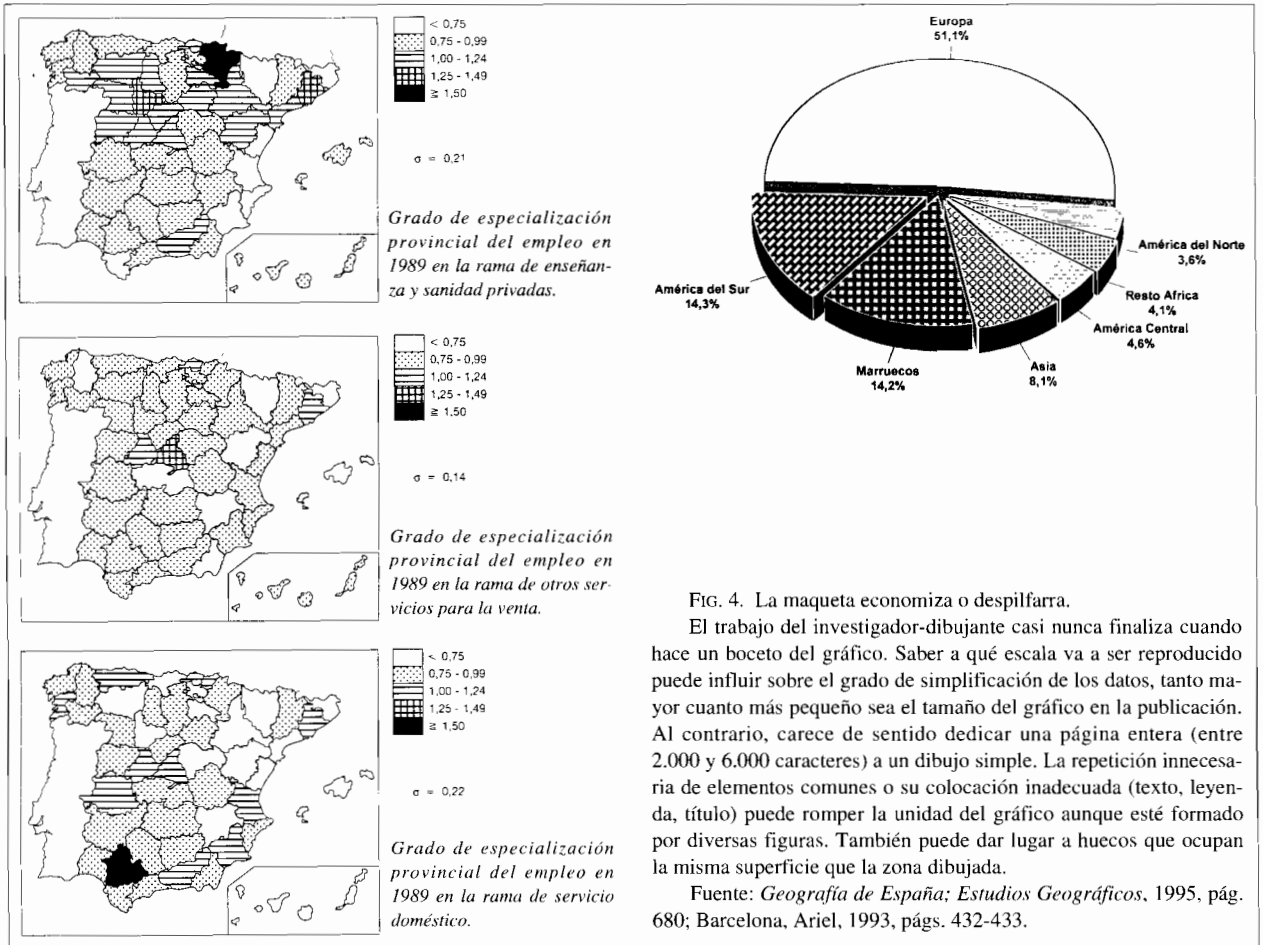 < 0,75
0,75 - 0,99
1,00 - 1,24
1,25 - 1,49
≧ 1,50
σ = 0,21
Grado de especialización
provincial del empleo en
1989 en la rama de enseñan-
za y sanidad privadas.
< 0,75
0,75 - 0,99
1,00 - 1,24
1,25 - 1,49
≧ 1,50
σ = 0,14
Grado de especialización
provincial del empleo en
1989 en la rama de otros ser-
vicios para la venta.
< 0,75
0,75 - 0,99
1,00 - 1,24
1,25 - 1,49
≧ 1,50
σ = 0,22
Grado de especialización
provincial del empleo en
1989 en la rama de servicio
doméstico.
Europa
51,1%
América del Norte
3,6%
Resto Africa
4,1%
América Central
4,6%
Asia
8,1%
Marruecos
14,2%
América del Sur
14,3%
FIG. 4. La maqueta economiza o despilfarra.
El trabajo del investigador-dibujante casi nunca finaliza cuando
hace un boceto del gráfico. Saber a qué escala va a ser reproducido
puede influir sobre el grado de simplificación de los datos, tanto ma-
yor cuanto más pequeño sea el tamaño del gráfico en la publicación.
Al contrario, carece de sentido dedicar una página entera (entre
2.000 y 6.000 caracteres) a un dibujo simple. La repetición innecesa-
ria de elementos comunes o su colocación inadecuada (texto, leyen-
da, título) puede romper la unidad del gráfico aunque esté formado
por diversas figuras. También puede dar lugar a huecos que ocupan
la misma superficie que la zona dibujada.
Fuente: Geografía de España; Estudios Geográficos, 1995, pág.
680; Barcelona, Ariel, 1993, págs. 432-433.